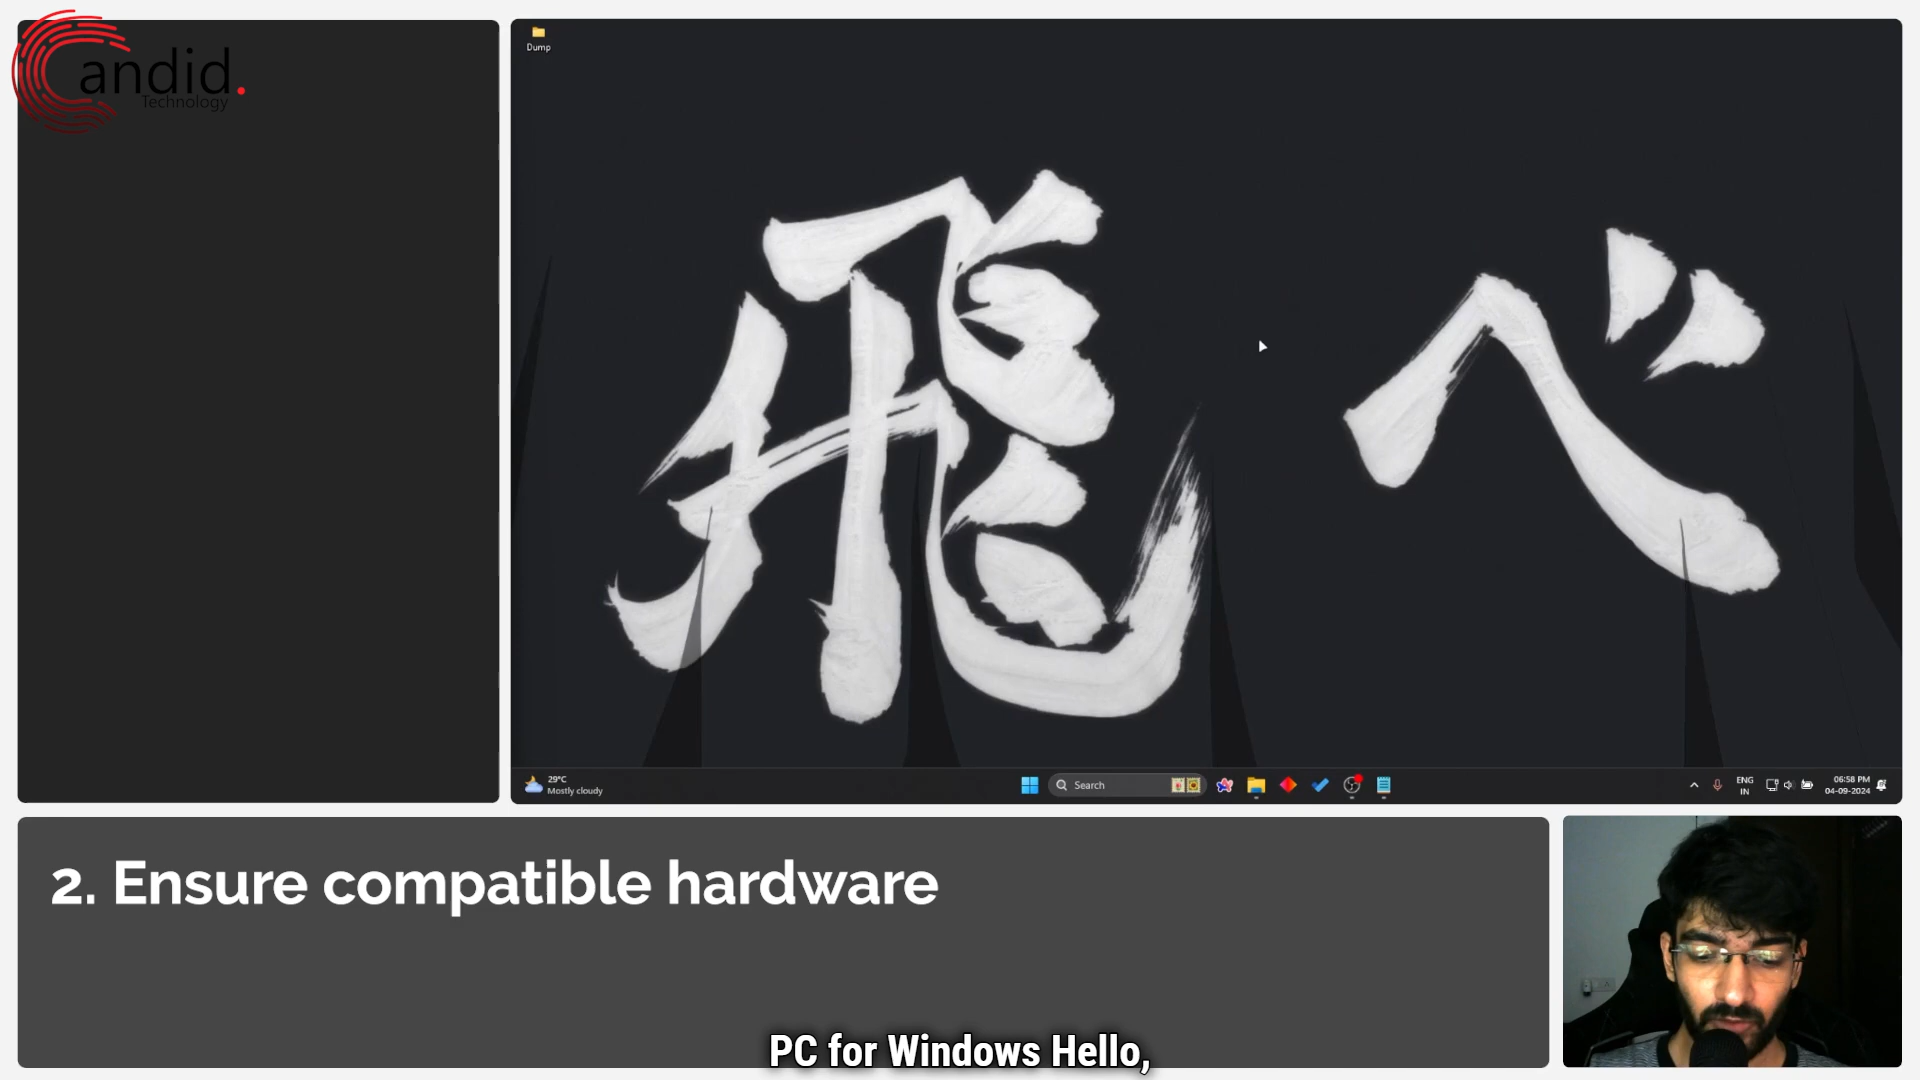 Candid.
Technology
Dump
飛べ
29°C
Mostly cloudy
Search
ENG
IN
06:58 PM
04-09-2024
2. Ensure compatible hardware
PC for Windows Hello,